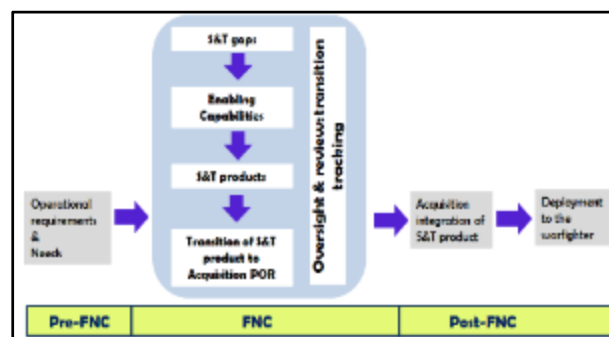 S&T gaps
Enabling
Capabilities
S&T products
Transition of S&T
product to
Acquisition POR
Oversight & review: transition
tracking
Operational
requirements
&
Needs
Acquisition
integration of
S&T product
Deployment
to the
warfighter
Pre-FNC
FNC
Post-FNC